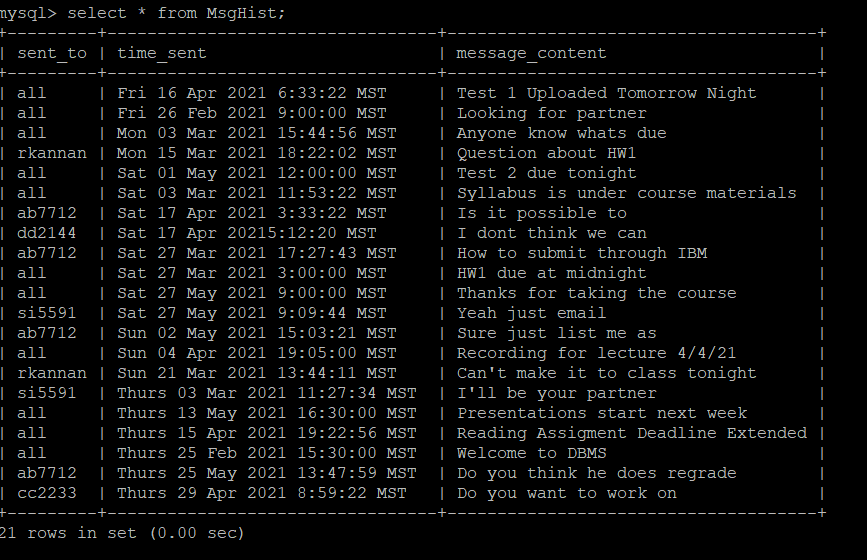 mysql> select * from MsgHist;
+---------+---------------------------------+-------------------------------------+
| sent_to | time_sent                       | message_content                     |
+---------+---------------------------------+-------------------------------------+
| all     | Fri 16 Apr 2021 6:33:22 MST     | Test 1 Uploaded Tomorrow Night      |
| all     | Fri 26 Feb 2021 9:00:00 MST     | Looking for partner                 |
| all     | Mon 03 Mar 2021 15:44:56 MST    | Anyone know whats due               |
| rkannan | Mon 15 Mar 2021 18:22:02 MST    | Question about HW1                  |
| all     | Sat 01 May 2021 12:00:00 MST    | Test 2 due tonight                  |
| all     | Sat 03 Mar 2021 11:53:22 MST    | Syllabus is under course materials  |
| ab7712  | Sat 17 Apr 2021 3:33:22 MST     | Is it possible to                   |
| dd2144  | Sat 17 Apr 20215:12:20 MST      | I dont think we can                 |
| ab7712  | Sat 27 Mar 2021 17:27:43 MST    | How to submit through IBM           |
| all     | Sat 27 Mar 2021 3:00:00 MST     | HW1 due at midnight                 |
| all     | Sat 27 May 2021 9:00:00 MST     | Thanks for taking the course        |
| si5591  | Sat 27 May 2021 9:09:44 MST     | Yeah just email                     |
| ab7712  | Sun 02 May 2021 15:03:21 MST    | Sure just list me as                |
| all     | Sun 04 Apr 2021 19:05:00 MST    | Recording for lecture 4/4/21        |
| rkannan | Sun 21 Mar 2021 13:44:11 MST    | Can't make it to class tonight      |
| si5591  | Thurs 03 Mar 2021 11:27:34 MST  | I'll be your partner                |
| all     | Thurs 13 May 2021 16:30:00 MST  | Presentations start next week       |
| all     | Thurs 15 Apr 2021 19:22:56 MST  | Reading Assigment Deadline Extended |
| all     | Thurs 25 Feb 2021 15:30:00 MST  | Welcome to DBMS                     |
| ab7712  | Thurs 25 May 2021 13:47:59 MST  | Do you think he does regrade        |
| cc2233  | Thurs 29 Apr 2021 8:59:22 MST   | Do you want to work on              |
+---------+---------------------------------+-------------------------------------+
21 rows in set (0.00 sec)